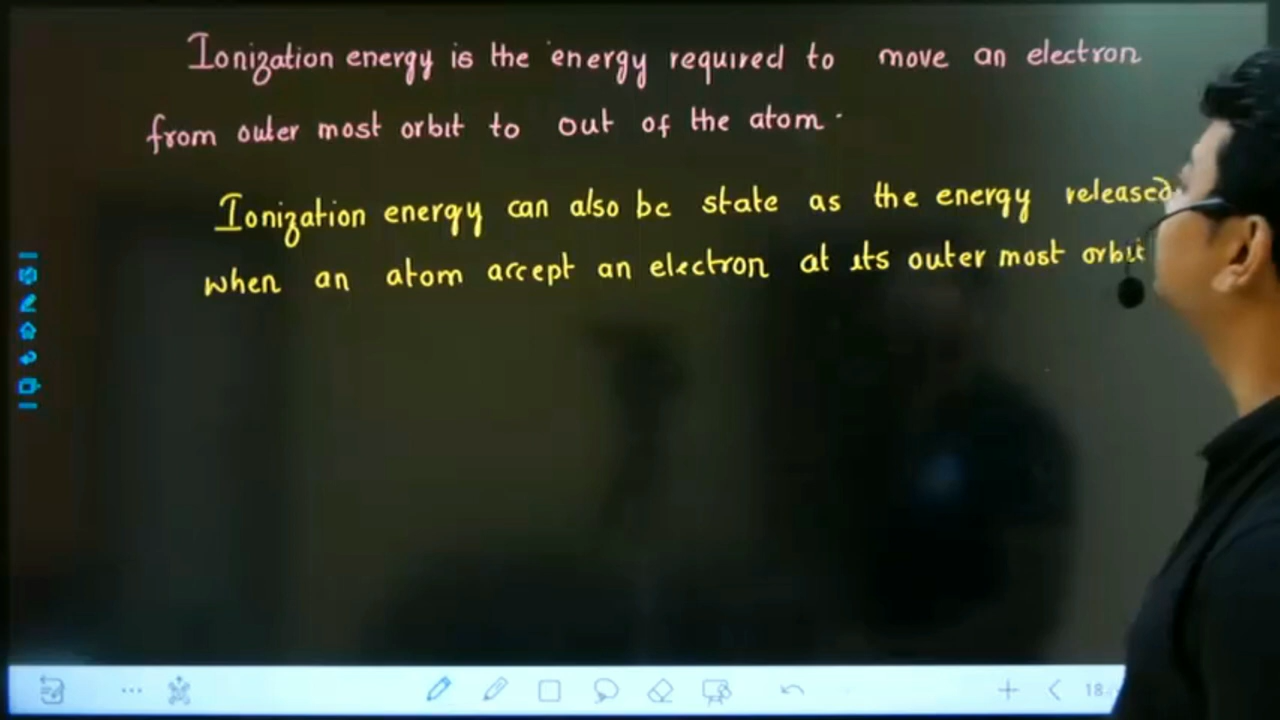 Ionization energy is the energy required to move an electron
from outer most orbit to out of the atom.
Ionization energy can also be state as the energy released
when an atom accept an electron at its outer most orbit
18